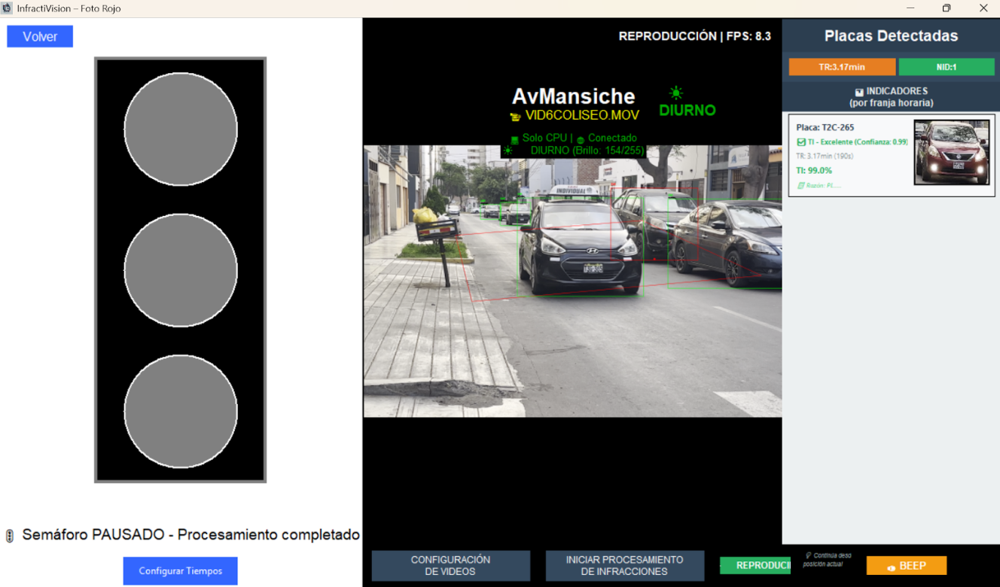 InfractiVision – Foto Rojo
Volver
Semáforo PAUSADO - Procesamiento completado
Configurar Tiempos
REPRODUCCIÓN | FPS: 8.3
AvMansiche
VID6COLISEO.MOV
DIURNO
Solo CPU | Conectado
DIURNO (Brillo: 154/255)
INDIVIDUAL
CONFIGURACIÓN
DE VIDEOS
INICIAR PROCESAMIENTO
DE INFRACCIONES
REPRODUCI
Continúa desd
posición actual
BEEP
Placas Detectadas
TR:3.17min
NID:1
INDICADORES
(por franja horaria)
Placa: T2C-265
TI - Excelente (Confianza: 0.99)
TR: 3.17min (190s)
TI: 99.0%
Razón: PL....